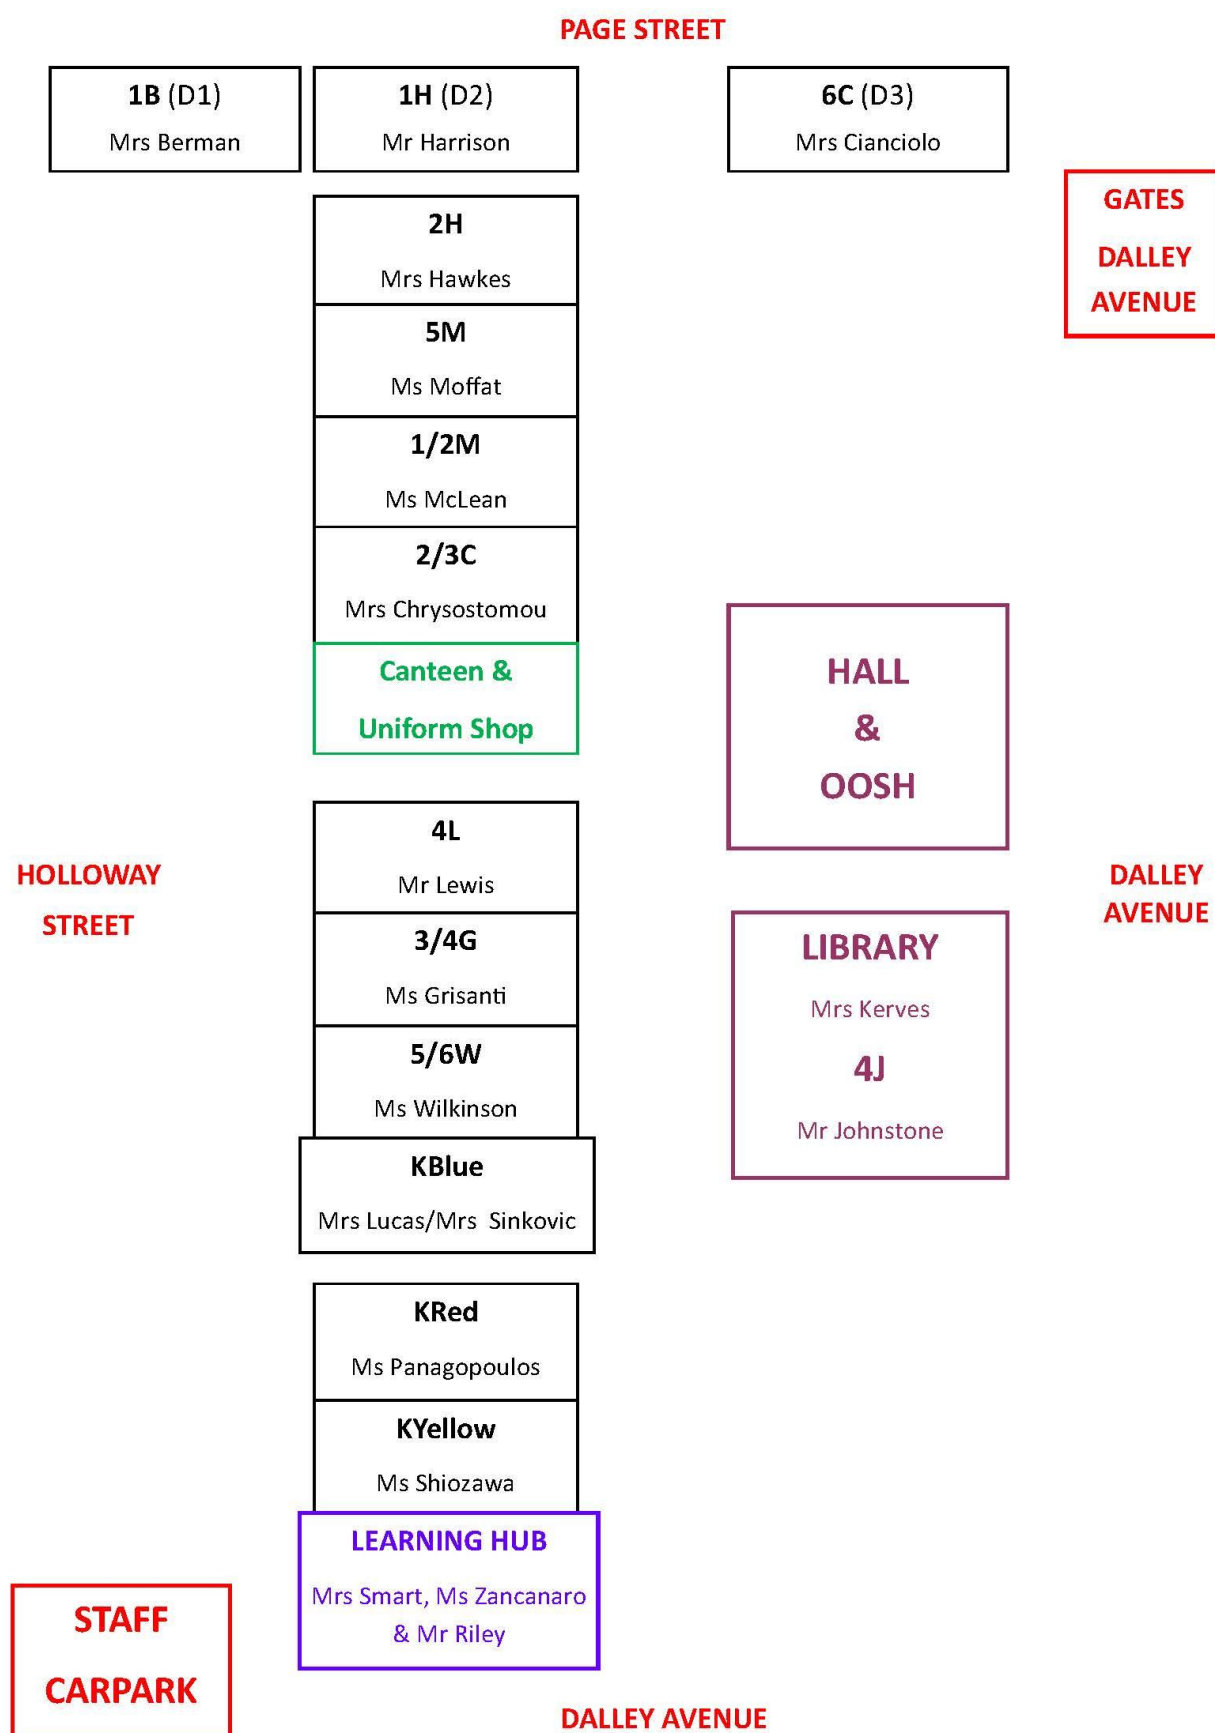 PAGE STREET
1B (D1)
Mrs Berman
1H (D2)
Mr Harrison
6C (D3)
Mrs Cianciolo
GATES
DALLEY
AVENUE
2H
Mrs Hawkes
5M
Ms Moffat
1/2M
Ms McLean
2/3C
Mrs Chrysostomou
Canteen &
Uniform Shop
HALL
&
OOSH
HOLLOWAY
STREET
4L
Mr Lewis
3/4G
Ms Grisanti
5/6W
Ms Wilkinson
KBlue
Mrs Lucas/Mrs Sinkovic
DALLEY
AVENUE
LIBRARY
Mrs Kerves
4J
Mr Johnstone
KRed
Ms Panagopoulos
KYellow
Ms Shiozawa
LEARNING HUB
Mrs Smart, Ms Zancanaro
& Mr Riley
STAFF
CARPARK
DALLEY AVENUE